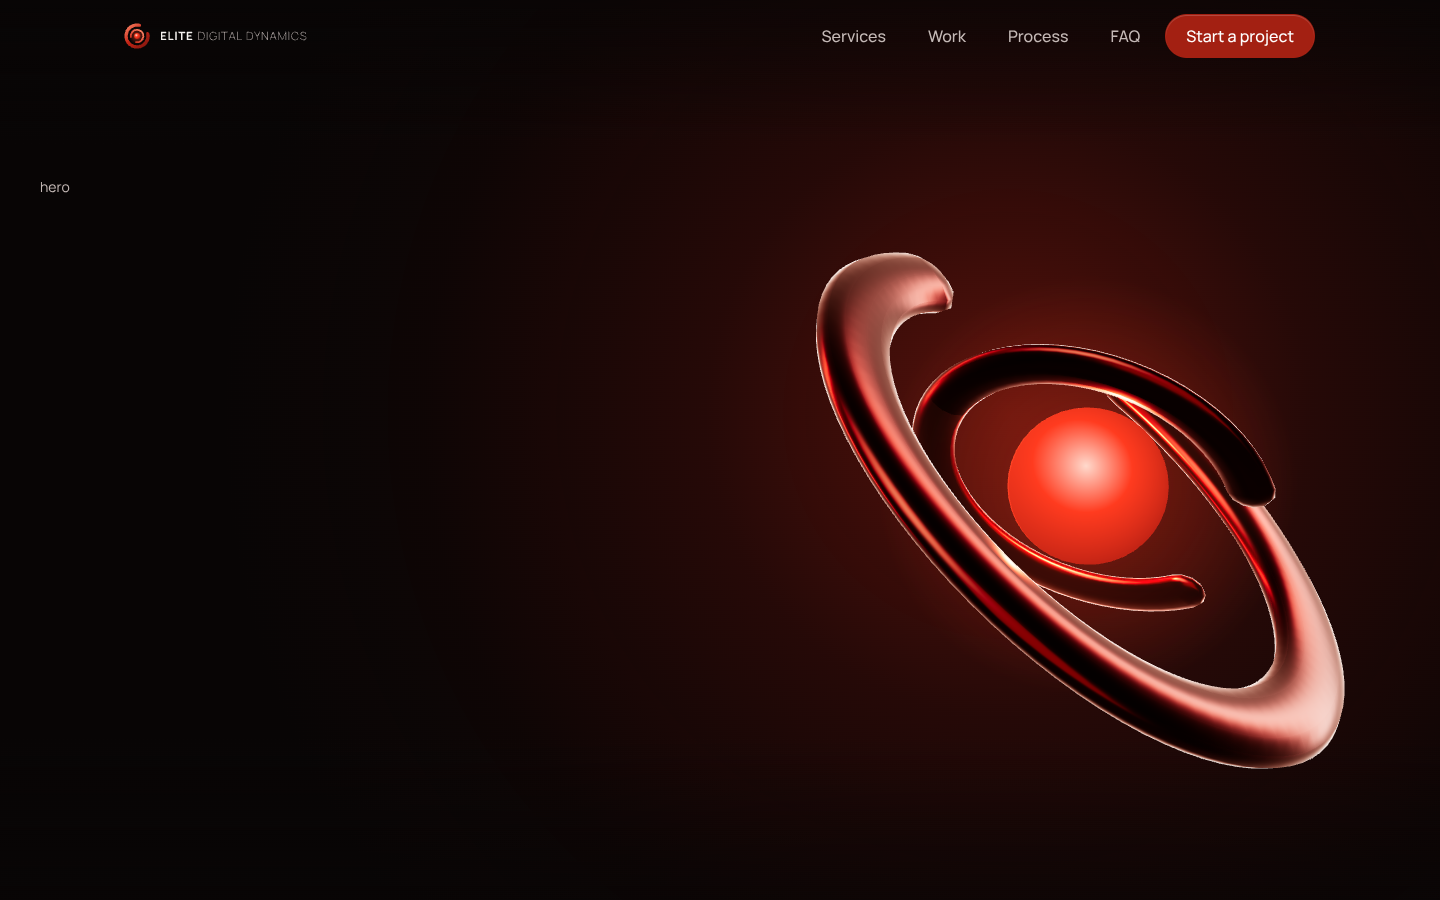 ELITE DIGITAL DYNAMICS
Services
Work
Process
FAQ
Start a project
hero